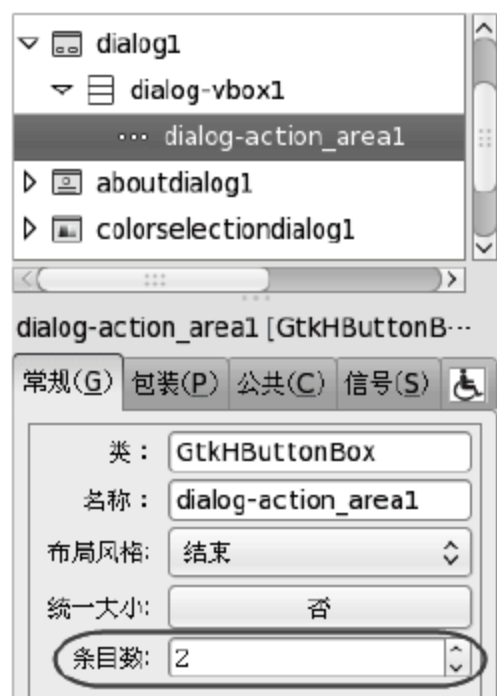 dialog1
dialog-vbox1
dialog-action_area1
aboutdialog1
colorselectiondialog1
dialog-action_area1 [GtkHButtonB···
常规(G) 包装(P) 公共(C) 信号(S)
类: GtkHButtonBox
名称: dialog-action_area1
布局风格: 结束
统一大小: 否
条目数: 2